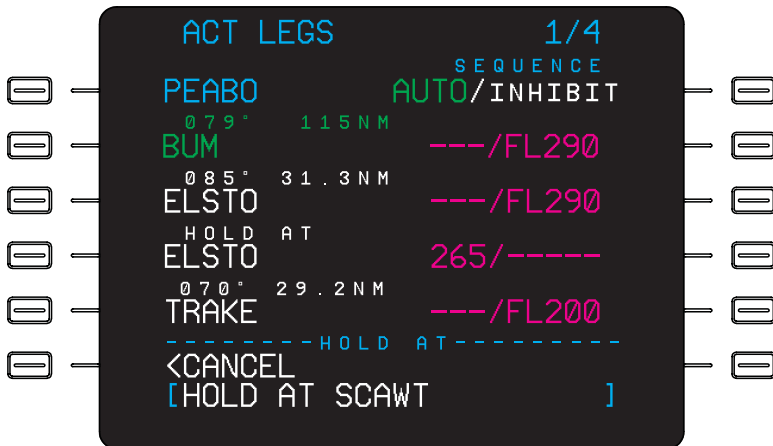 ACT LEGS 1/4
SEQUENCE
PEABO AUTO/INHIBIT
079° 115NM
BUM ---/FL290
085° 31.3NM
ELSTO ---/FL290
HOLD AT
ELSTO 265/-----
070° 29.2NM
TRAKE ---/FL200
--------HOLD AT---------
<CANCEL
[HOLD AT SCAWT ]